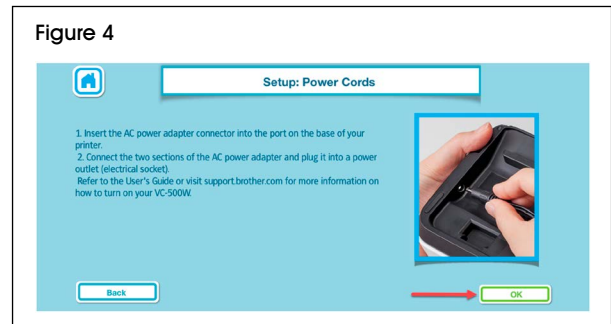 Figure 4
Setup: Power Cords
1. Insert the AC power adapter connector into the port on the base of your
printer.
2. Connect the two sections of the AC power adapter and plug it into a power
outlet (electrical socket).
Refer to the User's Guide or visit support.brother.com for more information on
how to turn on your VC-500W.
Back
OK